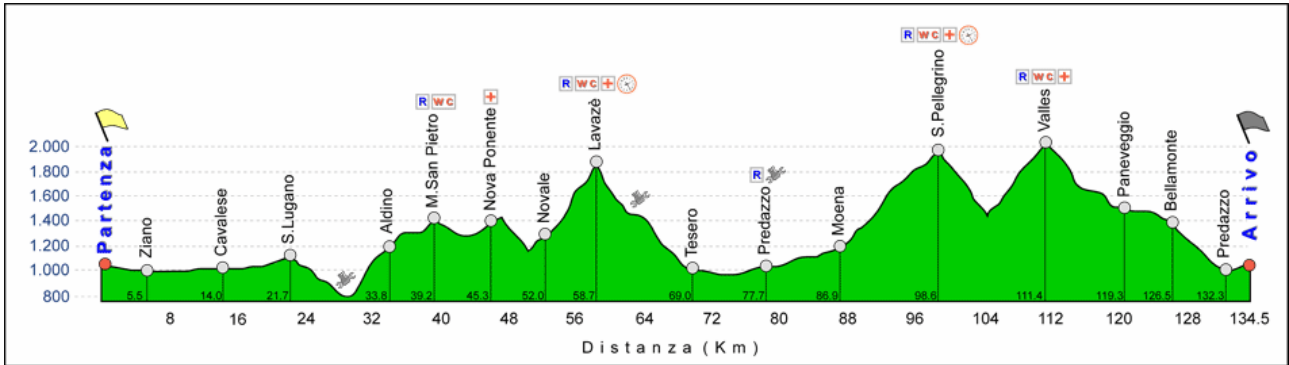 R WC +
S.Pellegrino
R WC +
Valles
R WC +
Lavazè
R WC
M.San Pietro
+
Nova Ponente
R
Predazzo
Partenza
Ziano
Cavalese
S.Lugano
Aldino
Novale
Tesero
Moena
Paneveggio
Bellamonte
Predazzo
Arrivo
2.000
1.800
1.600
1.400
1.200
1.000
800
5.5 14.0 21.7 33.8 39.2 45.3 52.0 58.7 69.0 77.7 86.9 98.6 111.4 119.3 126.5 132.3
8 16 24 32 40 48 56 64 72 80 88 96 104 112 120 128 134.5
Distanza (Km)